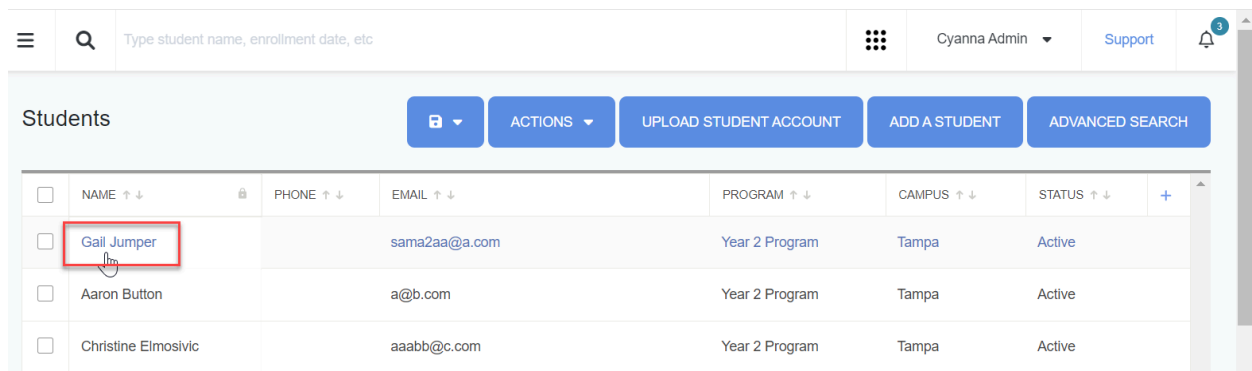 Type student name, enrollment date, etc Cyanna Admin Support 3
Students ACTIONS UPLOAD STUDENT ACCOUNT ADD A STUDENT ADVANCED SEARCH
NAME ↑ ↓ PHONE ↑ ↓ EMAIL ↑ ↓ PROGRAM ↑ ↓ CAMPUS ↑ ↓ STATUS ↑ ↓ +
Gail Jumper sama2aa@a.com Year 2 Program Tampa Active
Aaron Button a@b.com Year 2 Program Tampa Active
Christine Elmosivic aaabb@c.com Year 2 Program Tampa Active